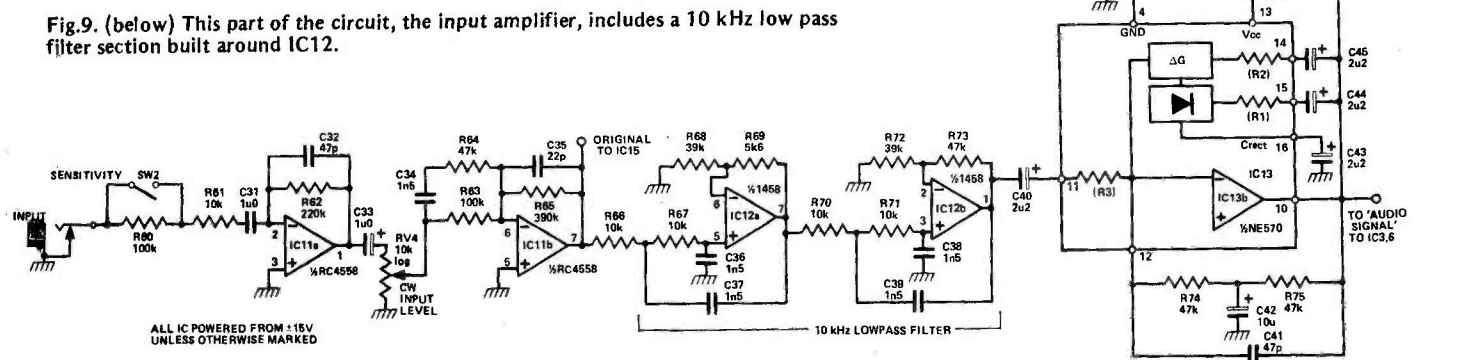 Fig.9. (below) This part of the circuit, the input amplifier, includes a 10 kHz low pass
filter section built around IC12.
SENSITIVITY SW2
INPUT
R60
100k
R61
10k
C31
1u0
C32
47p
R62
220k
2
3
1
IC11a
½RC4558
C33
1u0
RV4
10k
log
CW
INPUT
LEVEL
C34
1n5
R64
47k
R63
100k
C35
22p
R65
390k
6
5
7
IC11b
½RC4558
ORIGINAL
TO IC15
R66
10k
R67
10k
R68
39k
R69
5k6
½1458
6
5
7
IC12a
C36
1n5
C37
1n5
R70
10k
R71
10k
R72
39k
R73
47k
½1458
2
3
1
IC12b
C38
1n5
C39
1n5
10 kHz LOWPASS FILTER
C40
2u2
11
(R3)
4
GND
13
Vcc
ΔG
14
(R2)
C45
2u2
15
(R1)
C44
2u2
Crect 16
C43
2u2
IC13
IC13b
½NE570
10
12
TO 'AUDIO
SIGNAL'
TO IC3,6
R74
47k
R75
47k
C42
10u
C41
47p
ALL IC POWERED FROM ±15V
UNLESS OTHERWISE MARKED